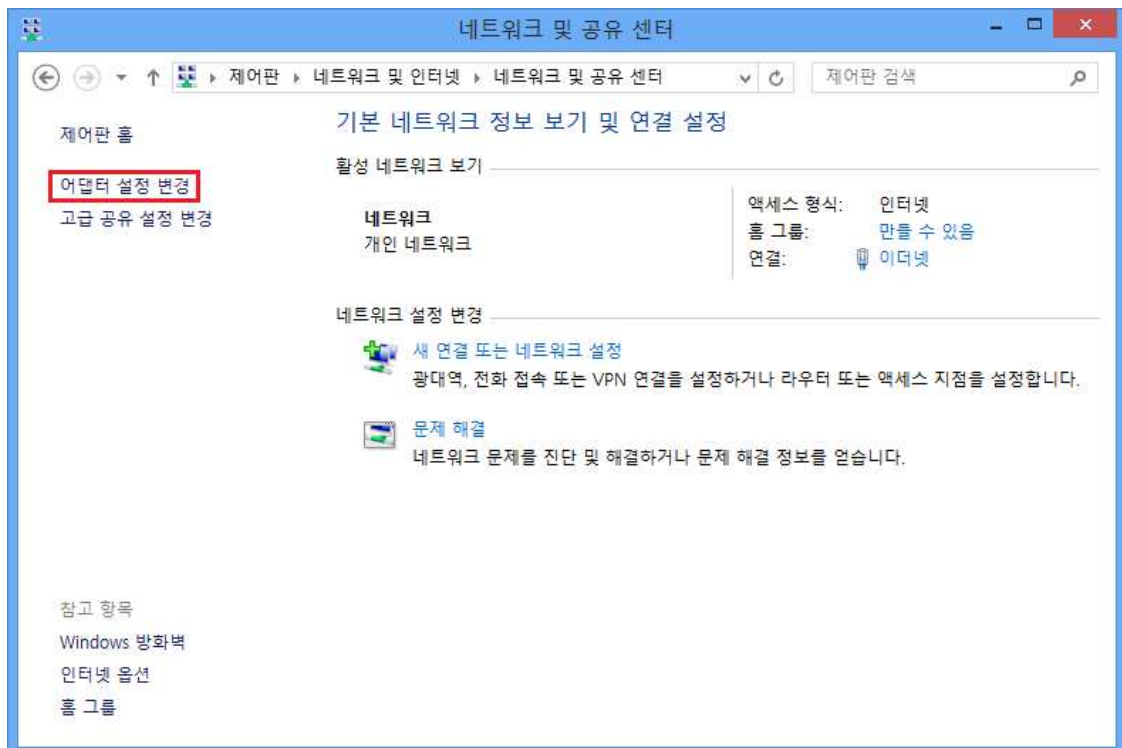 네트워크 및 공유 센터
제어판 네트워크 및 인터넷 네트워크 및 공유 센터
제어판 검색
제어판 홈
어댑터 설정 변경
고급 공유 설정 변경
기본 네트워크 정보 보기 및 연결 설정
활성 네트워크 보기
네트워크
개인 네트워크
액세스 형식: 인터넷
홈 그룹: 만들 수 있음
연결: 이더넷
네트워크 설정 변경
새 연결 또는 네트워크 설정
광대역, 전화 접속 또는 VPN 연결을 설정하거나 라우터 또는 액세스 지점을 설정합니다.
문제 해결
네트워크 문제를 진단 및 해결하거나 문제 해결 정보를 얻습니다.
참고 항목
Windows 방화벽
인터넷 옵션
홈 그룹